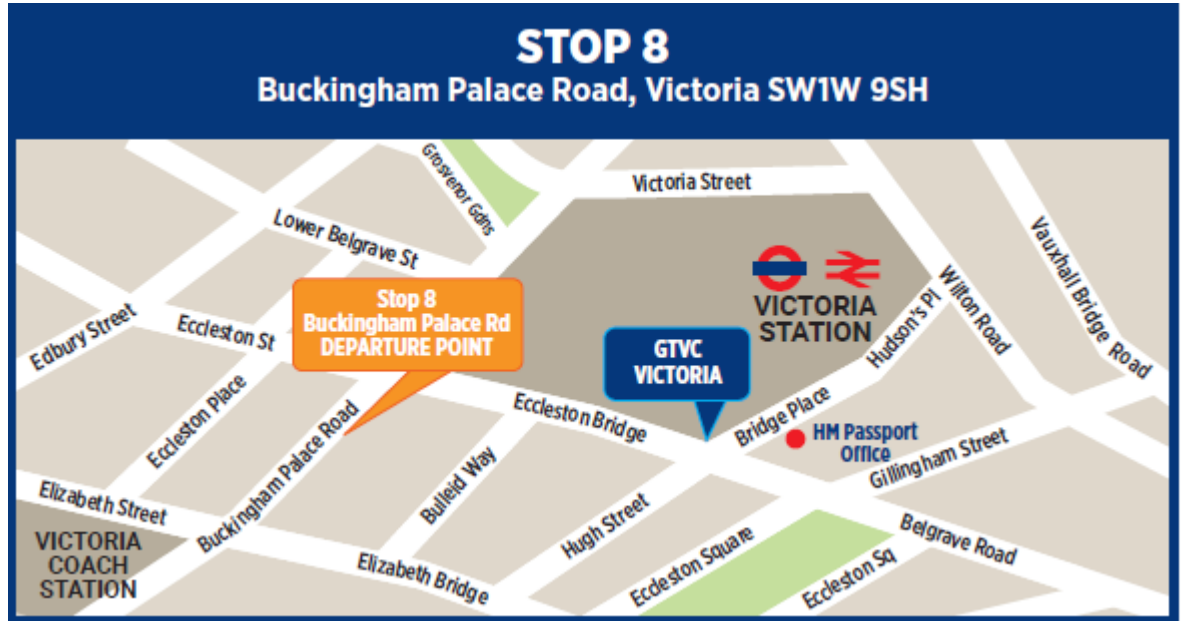 STOP 8
Buckingham Palace Road, Victoria SW1W 9SH
Grosvenor Gdns
Victoria Street
Lower Belgrave St
Vauxhall Bridge Road
Edbury Street
Eccleston St
Stop 8
Buckingham Palace Rd
DEPARTURE POINT
VICTORIA
STATION
Hudson's Pl
Wilton Road
GTVC
VICTORIA
Eccleston Place
Buckingham Palace Road
Eccleston Bridge
Bridge Place
HM Passport
Office
Gillingham Street
Bulleid Way
Elizabeth Street
Hugh Street
Eccleston Square
Belgrave Road
VICTORIA
COACH
STATION
Elizabeth Bridge
Eccleston Sq